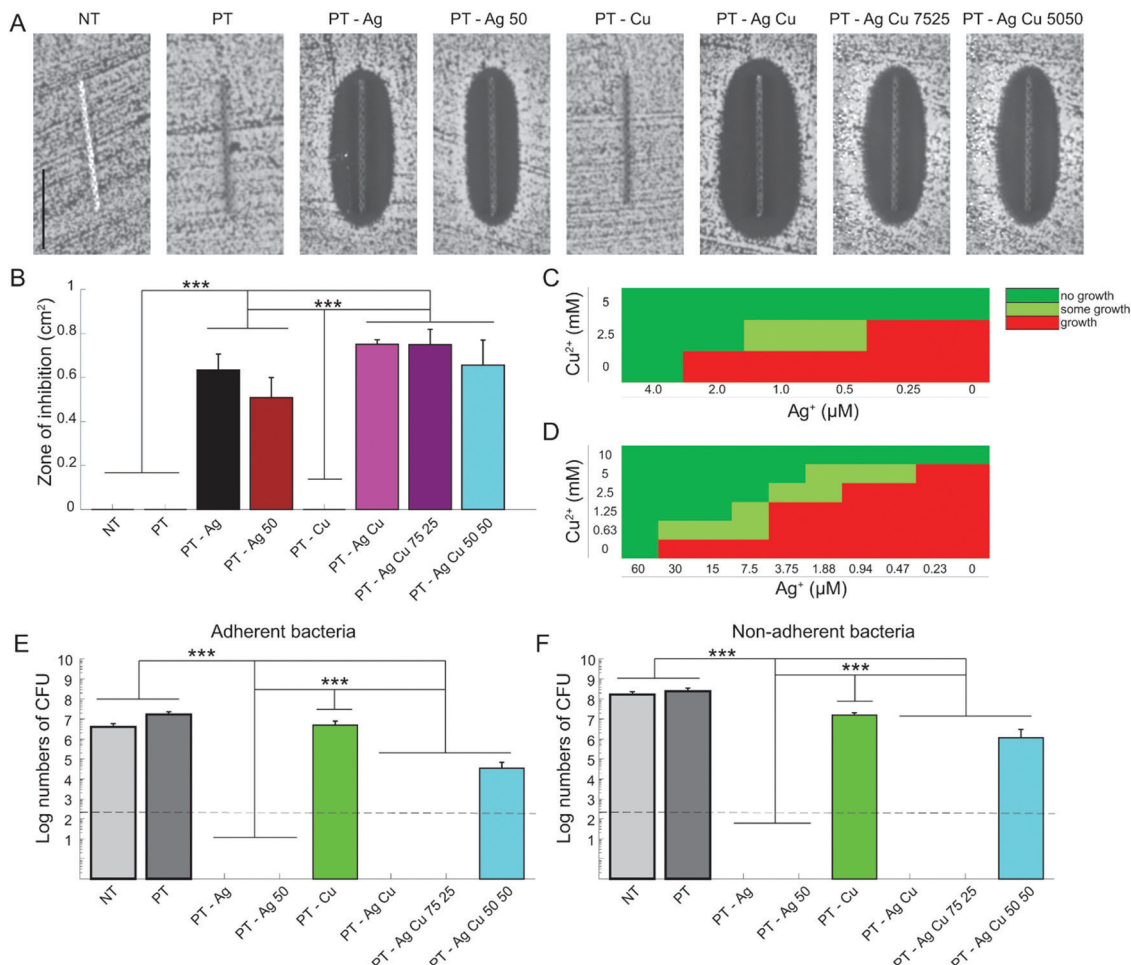 A
NT
PT
PT - Ag
PT - Ag 50
PT - Cu
PT - Ag Cu
PT - Ag Cu 7525
PT - Ag Cu 5050
B
Zone of inhibition (cm²)
1
0.8
0.6
0.4
0.2
0
***
***
NT
PT
PT - Ag
PT - Ag 50
PT - Cu
PT - Ag Cu
PT - Ag Cu 75 25
PT - Ag Cu 50 50
C
Cu²⁺ (mM)
5
2.5
0
4.0 2.0 1.0 0.5 0.25 0
Ag⁺ (µM)
no growth
some growth
growth
D
Cu²⁺ (mM)
10
5
2.5
1.25
0.63
0
60 30 15 7.5 3.75 1.88 0.94 0.47 0.23 0
Ag⁺ (µM)
E
Adherent bacteria
Log numbers of CFU
10
9
8
7
6
5
4
3
2
1
***
***
NT
PT
PT - Ag
PT - Ag 50
PT - Cu
PT - Ag Cu
PT - Ag Cu 75 25
PT - Ag Cu 50 50
F
Non-adherent bacteria
Log numbers of CFU
10
9
8
7
6
5
4
3
2
1
***
***
NT
PT
PT - Ag
PT - Ag 50
PT - Cu
PT - Ag Cu
PT - Ag Cu 75 25
PT - Ag Cu 50 50